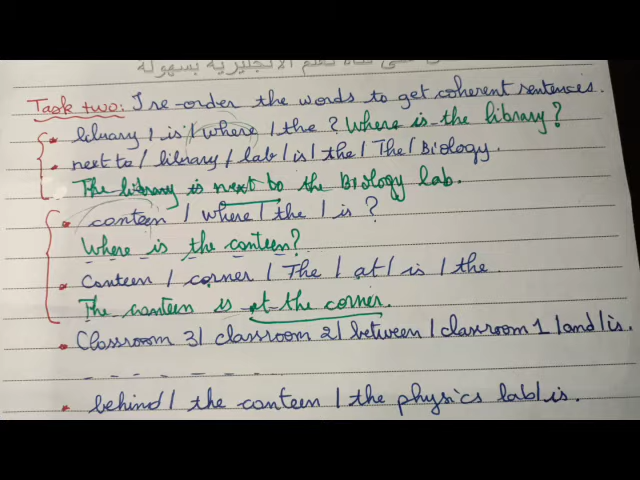 تعلم الانجليزية بسهولة
Task two: I re-order the words to get coherent sentences.
library / is / where / the ? Where is the library?
next to / library / lab / is / the / The / Biology.
The library is next to the Biology lab.
canteen / where / the / is ?
Where is the canteen?
Canteen / corner / The / at / is / the
The canteen is at the corner.
Classroom 3 / classroom 2 / between / classroom 1 / and / is.
behind / the canteen / the physics lab / is.